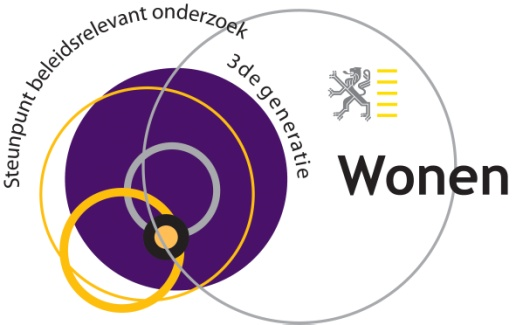 Steunpunt beleidsrelevant onderzoek
3de generatie
Wonen